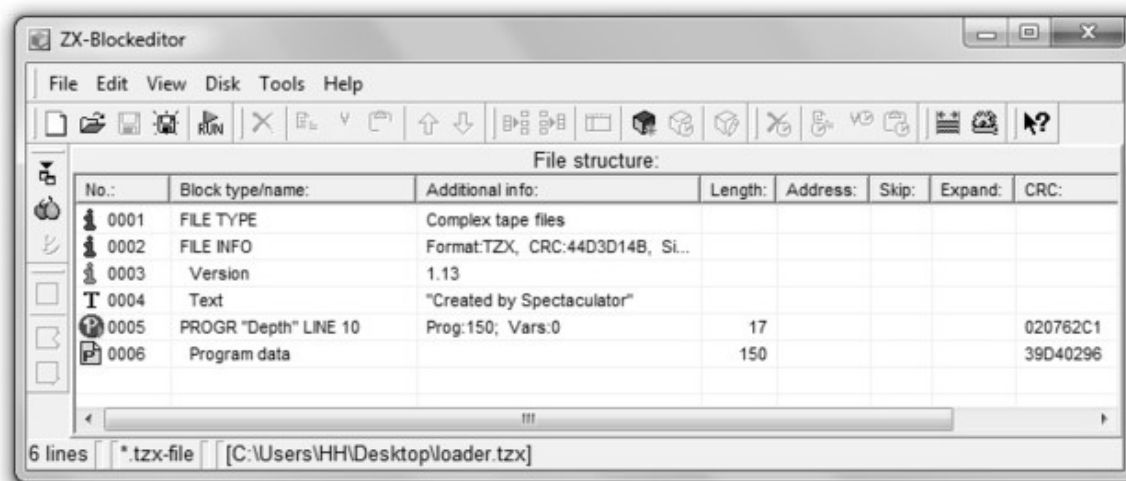 ZX-Blockeditor
File Edit View Disk Tools Help
RUN
File structure:
No.: Block type/name: Additional info: Length: Address: Skip: Expand: CRC:
0001 FILE TYPE Complex tape files
0002 FILE INFO Format:TZX, CRC:44D3D14B, Si...
0003 Version 1.13
T 0004 Text "Created by Spectaculator"
0005 PROGR "Depth" LINE 10 Prog:150; Vars:0 17 020762C1
P 0006 Program data 150 39D40296
6 lines *.tzx-file [C:\Users\HH\Desktop\loader.tzx]